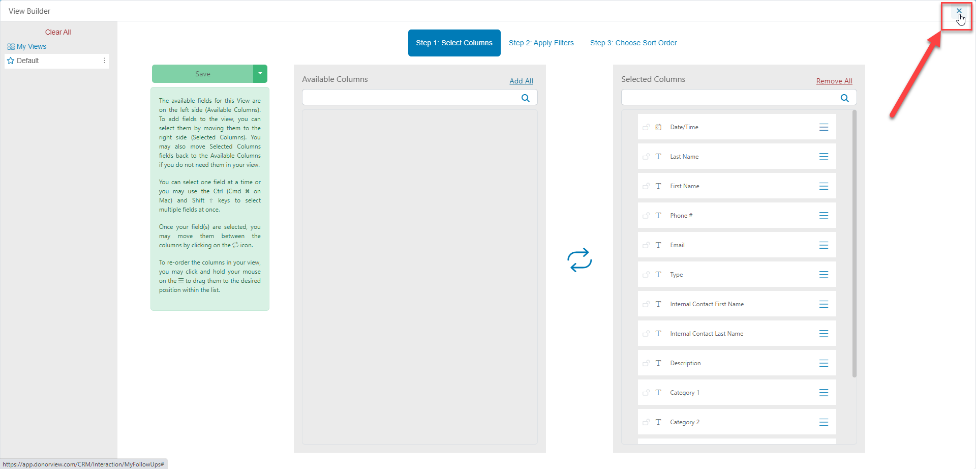 View Builder
Clear All
My Views
Default
Step 1: Select Columns
Step 2: Apply Filters
Step 3: Choose Sort Order
Save
The available fields for this View are
on the left side (Available Columns).
To add fields to the view, you can
select them by moving them to the
right side (Selected Columns). You
may also move Selected Columns
fields back to the Available Columns
if you do not need them in your view.
You can select one field at a time or
you may use the Ctrl (Cmd ⌘ on
Mac) and Shift ⇧ keys to select
multiple fields at once.
Once your field(s) are selected, you
may move them between the
columns by clicking on the icon.
To re-order the columns in your view,
you may click and hold your mouse
on the ☰ to drag them to the desired
position within the list.
Available Columns
Add All
Selected Columns
Remove All
Date/Time
T Last Name
T First Name
T Phone #
T Email
T Type
T Internal Contact First Name
T Internal Contact Last Name
T Description
T Category 1
T Category 2
https://app.donorview.com/CRM/Interaction/MyFollowUps#